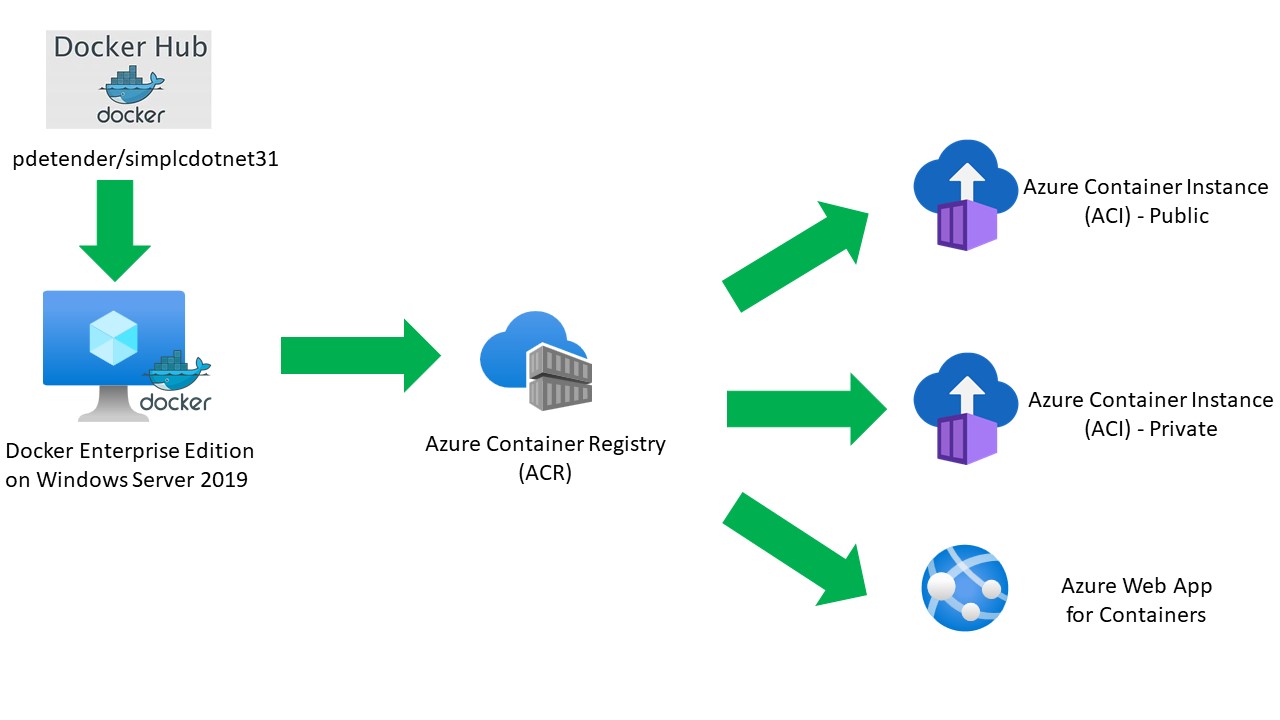 Docker Hub
docker
pdetender/simplcdotnet31
docker
Docker Enterprise Edition
on Windows Server 2019
Azure Container Registry
(ACR)
Azure Container Instance
(ACI) - Public
Azure Container Instance
(ACI) - Private
Azure Web App
for Containers